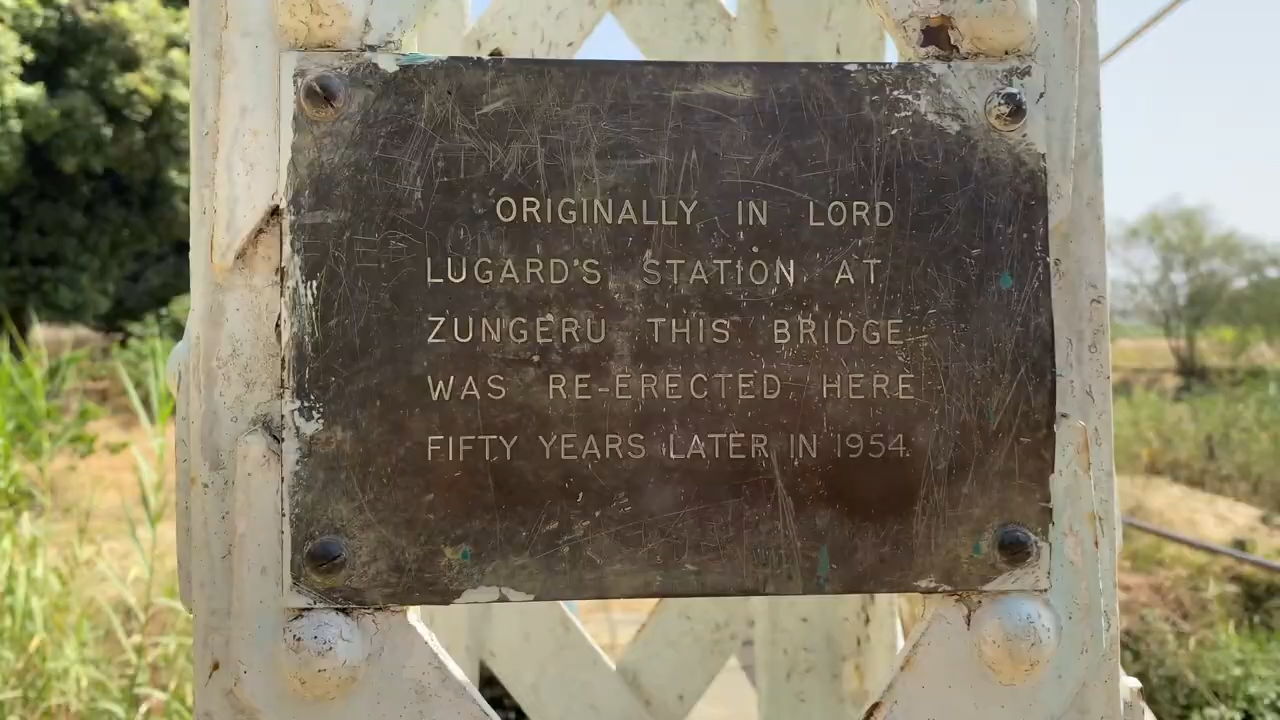 ORIGINALLY IN LORD
LUGARD'S STATION AT
ZUNGERU THIS BRIDGE
WAS RE-ERECTED HERE
FIFTY YEARS LATER IN 1954.